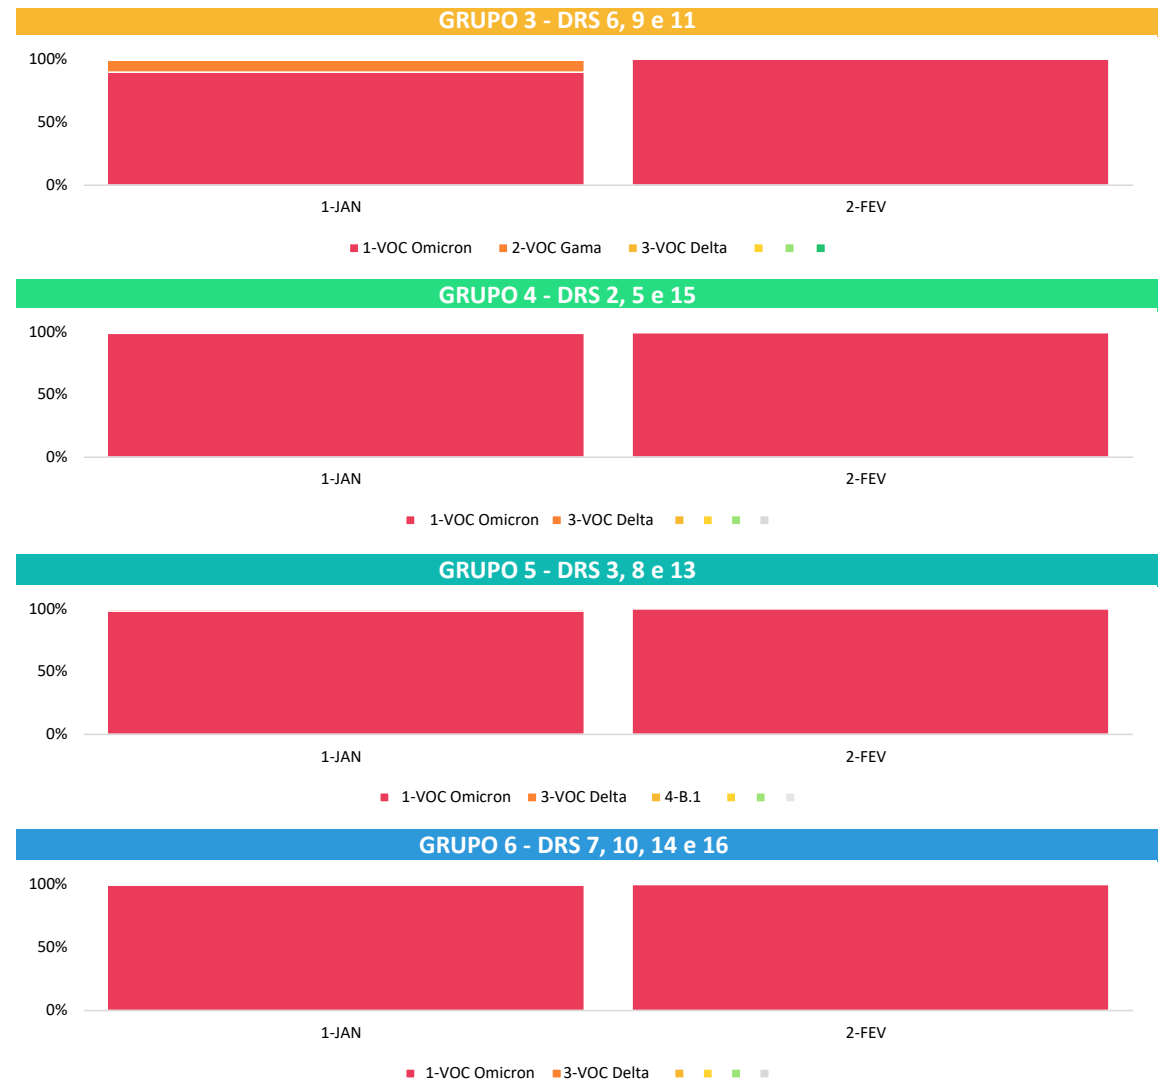 GRUPO 3 - DRS 6, 9 e 11
100%
50%
0%
1-JAN 2-FEV
1-VOC Omicron 2-VOC Gama 3-VOC Delta
GRUPO 4 - DRS 2, 5 e 15
100%
50%
0%
1-JAN 2-FEV
1-VOC Omicron 3-VOC Delta
GRUPO 5 - DRS 3, 8 e 13
100%
50%
0%
1-JAN 2-FEV
1-VOC Omicron 3-VOC Delta 4-B.1
GRUPO 6 - DRS 7, 10, 14 e 16
100%
50%
0%
1-JAN 2-FEV
1-VOC Omicron 3-VOC Delta